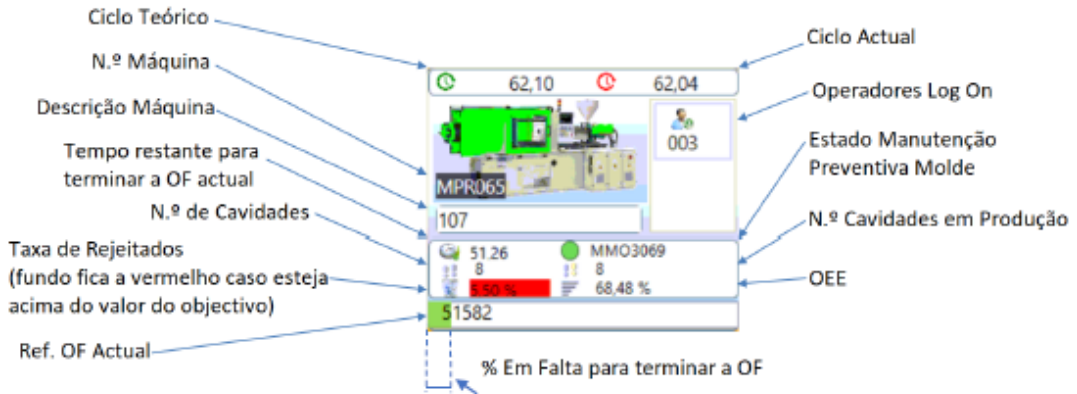 Ciclo Teórico
Ciclo Actual
N.º Máquina
62,10 62,04
Operadores Log On
Descrição Máquina
003
Estado Manutenção
Preventiva Molde
Tempo restante para
terminar a OF actual
MPR065
107
N.º de Cavidades
N.º Cavidades em Produção
51.26 MMO3069
8 8
Taxa de Rejeitados
(fundo fica a vermelho caso esteja
acima do valor do objectivo)
5.50 % 68,48 %
OEE
51582
Ref. OF Actual
% Em Falta para terminar a OF